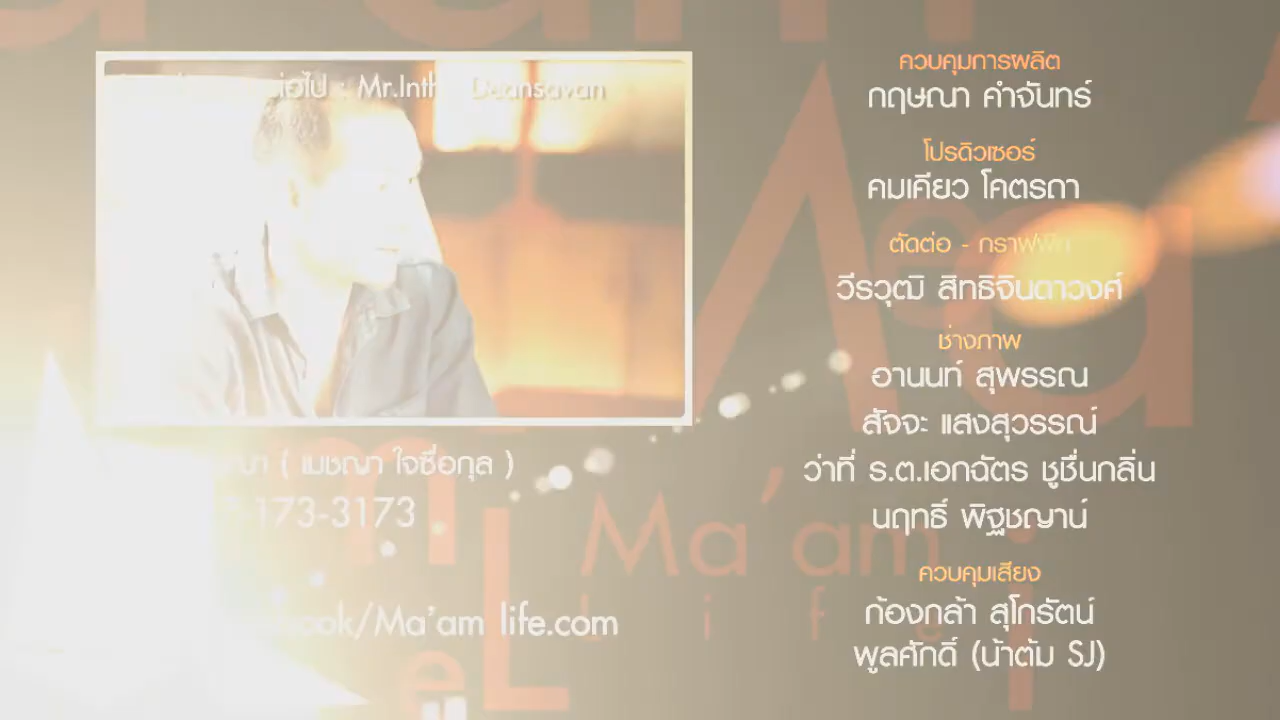 ่อไป : Mr.Inth Deansavan
ญา ( เมชญา ใจซื่อกุล )
173-3173
ook/Ma’am life.com
Ma’am
Life
ควบคุมการผลิต
กฤษณา คำจันทร์
โปรดิวเซอร์
คมเคียว โคตรดา
ตัดต่อ - กราฟฟิค
วีรวุฒิ สิทธิจินดาวงศ์
ช่างภาพ
อานนท์ สุพรรณ
สัจจะ แสงสุวรรณ์
ว่าที่ ร.ต.เอกฉัตร ชูชื่นกลิ่น
นฤทธิ์ พิฐชญาน์
ควบคุมเสียง
ก้องกล้า สุโกรัตน์
พูลศักดิ์ (น้าต้ม SJ)